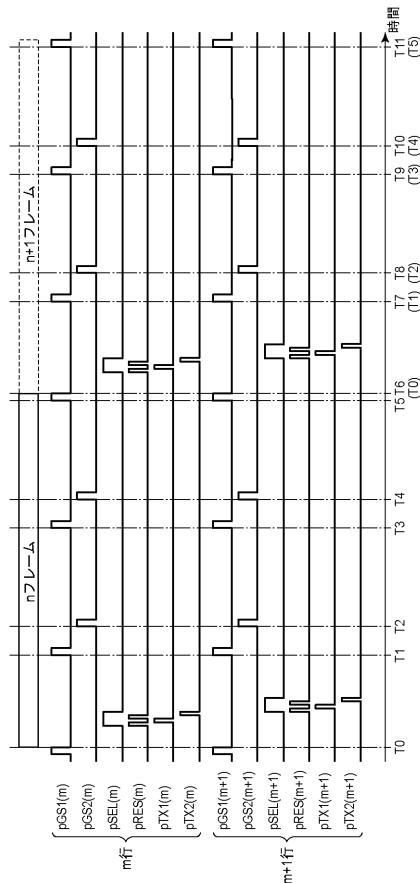 nフレーム
n+1フレーム
pGS1(m)
pGS2(m)
pSEL(m)
pRES(m)
pTX1(m)
pTX2(m)
m行
pGS1(m+1)
pGS2(m+1)
pSEL(m+1)
pRES(m+1)
pTX1(m+1)
pTX2(m+1)
m+1行
T0 T1 T2 T3 T4 T5 T6 T7 T8 T9 T10 T11 時間
(T0) (T1) (T2) (T3) (T4) (T5)